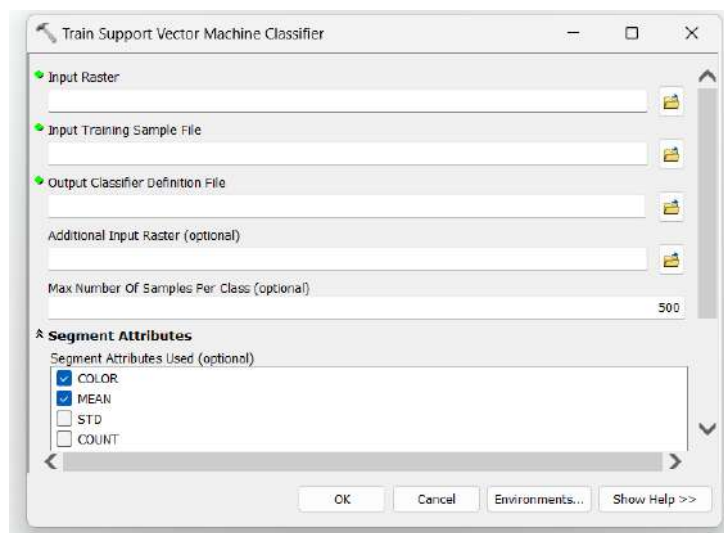 Train Support Vector Machine Classifier
Input Raster
Input Training Sample File
Output Classifier Definition File
Additional Input Raster (optional)
Max Number Of Samples Per Class (optional)
500
Segment Attributes
Segment Attributes Used (optional)
COLOR
MEAN
STD
COUNT
OK Cancel Environments... Show Help >>